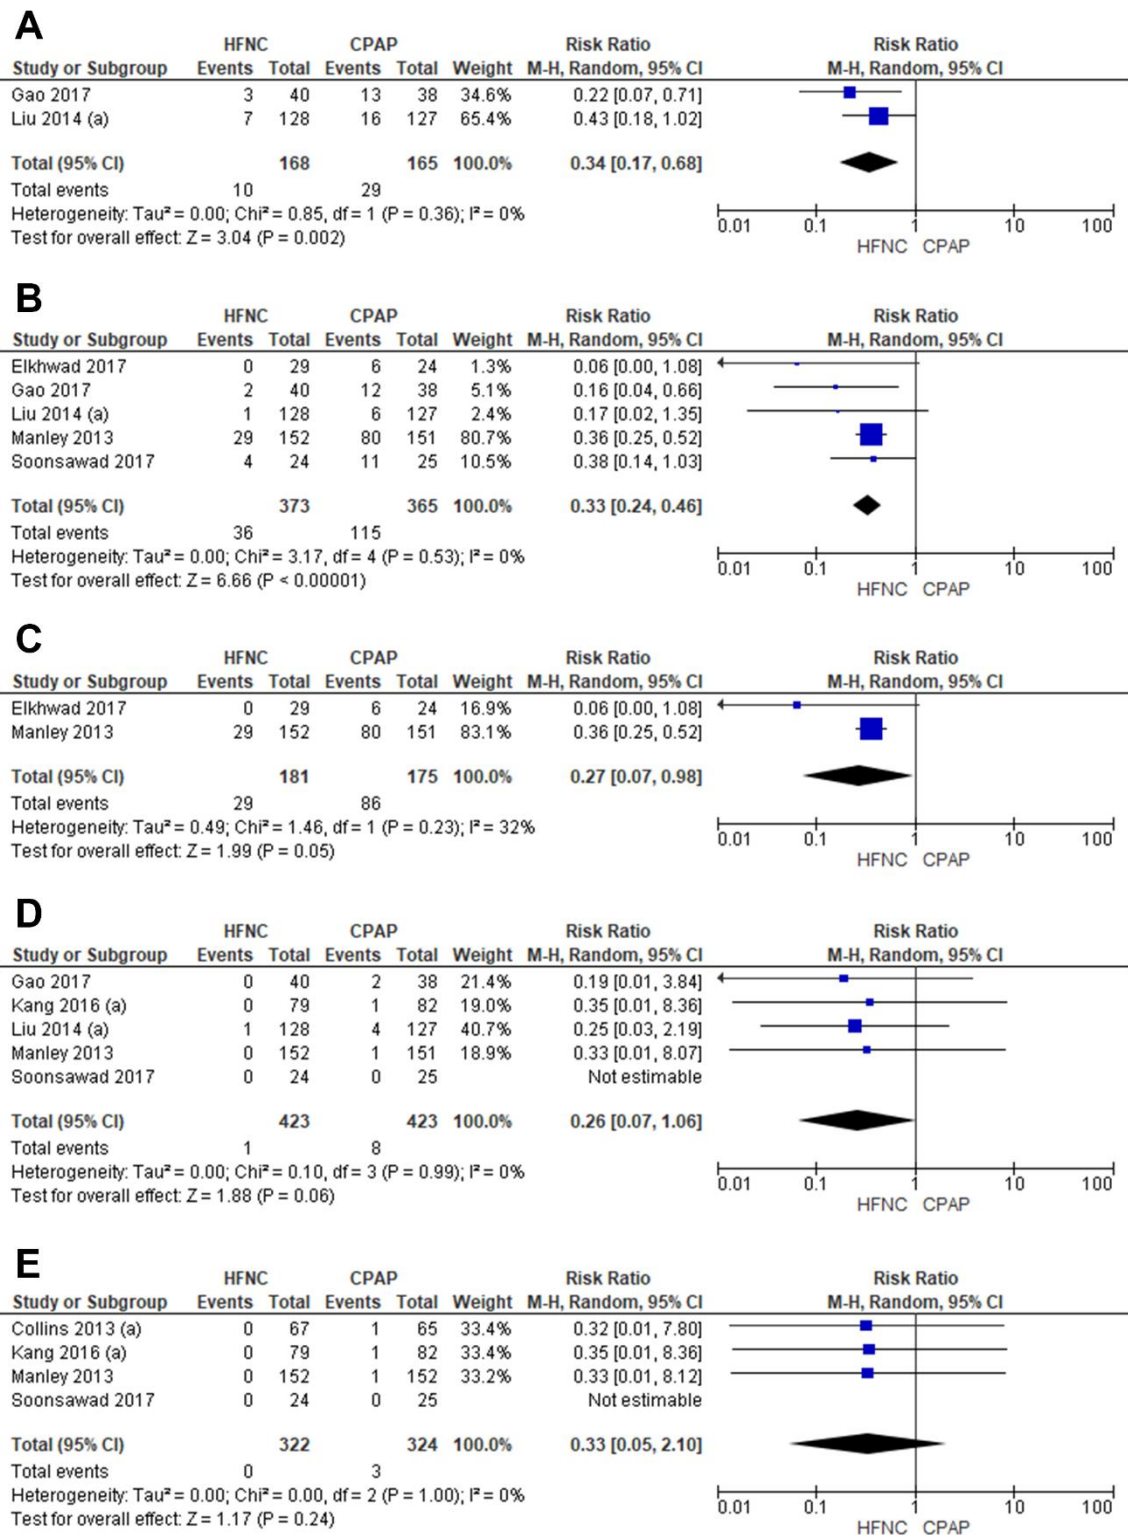 A
HFNC CPAP Risk Ratio Risk Ratio
Study or Subgroup Events Total Events Total Weight M-H, Random, 95% CI M-H, Random, 95% CI
Gao 2017 3 40 13 38 34.6% 0.22 [0.07, 0.71]
Liu 2014 (a) 7 128 16 127 65.4% 0.43 [0.18, 1.02]
Total (95% CI) 168 165 100.0% 0.34 [0.17, 0.68]
Total events 10 29
Heterogeneity: Tau² = 0.00; Chi² = 0.85, df = 1 (P = 0.36); I² = 0%
Test for overall effect: Z = 3.04 (P = 0.002)
0.01 0.1 1 10 100
HFNC CPAP
B
HFNC CPAP Risk Ratio Risk Ratio
Study or Subgroup Events Total Events Total Weight M-H, Random, 95% CI M-H, Random, 95% CI
Elkhwad 2017 0 29 6 24 1.3% 0.06 [0.00, 1.08]
Gao 2017 2 40 12 38 5.1% 0.16 [0.04, 0.66]
Liu 2014 (a) 1 128 6 127 2.4% 0.17 [0.02, 1.35]
Manley 2013 29 152 80 151 80.7% 0.36 [0.25, 0.52]
Soonsawad 2017 4 24 11 25 10.5% 0.38 [0.14, 1.03]
Total (95% CI) 373 365 100.0% 0.33 [0.24, 0.46]
Total events 36 115
Heterogeneity: Tau² = 0.00; Chi² = 3.17, df = 4 (P = 0.53); I² = 0%
Test for overall effect: Z = 6.66 (P < 0.00001)
0.01 0.1 1 10 100
HFNC CPAP
C
HFNC CPAP Risk Ratio Risk Ratio
Study or Subgroup Events Total Events Total Weight M-H, Random, 95% CI M-H, Random, 95% CI
Elkhwad 2017 0 29 6 24 16.9% 0.06 [0.00, 1.08]
Manley 2013 29 152 80 151 83.1% 0.36 [0.25, 0.52]
Total (95% CI) 181 175 100.0% 0.27 [0.07, 0.98]
Total events 29 86
Heterogeneity: Tau² = 0.49; Chi² = 1.46, df = 1 (P = 0.23); I² = 32%
Test for overall effect: Z = 1.99 (P = 0.05)
0.01 0.1 1 10 100
HFNC CPAP
D
HFNC CPAP Risk Ratio Risk Ratio
Study or Subgroup Events Total Events Total Weight M-H, Random, 95% CI M-H, Random, 95% CI
Gao 2017 0 40 2 38 21.4% 0.19 [0.01, 3.84]
Kang 2016 (a) 0 79 1 82 19.0% 0.35 [0.01, 8.36]
Liu 2014 (a) 1 128 4 127 40.7% 0.25 [0.03, 2.19]
Manley 2013 0 152 1 151 18.9% 0.33 [0.01, 8.07]
Soonsawad 2017 0 24 0 25 Not estimable
Total (95% CI) 423 423 100.0% 0.26 [0.07, 1.06]
Total events 1 8
Heterogeneity: Tau² = 0.00; Chi² = 0.10, df = 3 (P = 0.99); I² = 0%
Test for overall effect: Z = 1.88 (P = 0.06)
0.01 0.1 1 10 100
HFNC CPAP
E
HFNC CPAP Risk Ratio Risk Ratio
Study or Subgroup Events Total Events Total Weight M-H, Random, 95% CI M-H, Random, 95% CI
Collins 2013 (a) 0 67 1 65 33.4% 0.32 [0.01, 7.80]
Kang 2016 (a) 0 79 1 82 33.4% 0.35 [0.01, 8.36]
Manley 2013 0 152 1 152 33.2% 0.33 [0.01, 8.12]
Soonsawad 2017 0 24 0 25 Not estimable
Total (95% CI) 322 324 100.0% 0.33 [0.05, 2.10]
Total events 0 3
Heterogeneity: Tau² = 0.00; Chi² = 0.00, df = 2 (P = 1.00); I² = 0%
Test for overall effect: Z = 1.17 (P = 0.24)
0.01 0.1 1 10 100
HFNC CPAP